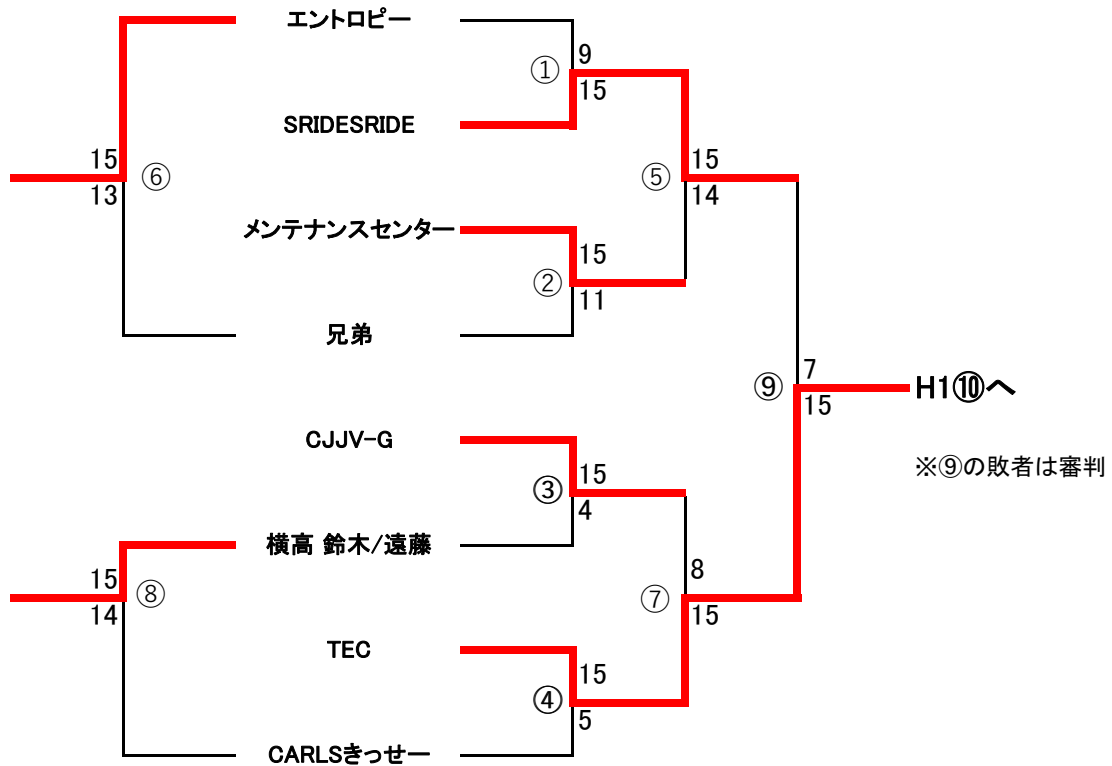 エントロピー
9
①
15
SRIDESRIDE
15
⑥
13
15
⑤
14
メンテナンスセンター
15
②
11
兄弟
7
⑨
15
H1⑩へ
CJJV-G
※⑨の敗者は審判
15
③
4
横高 鈴木/遠藤
15
⑧
14
8
⑦
15
TEC
15
④
5
CARLSきっせー